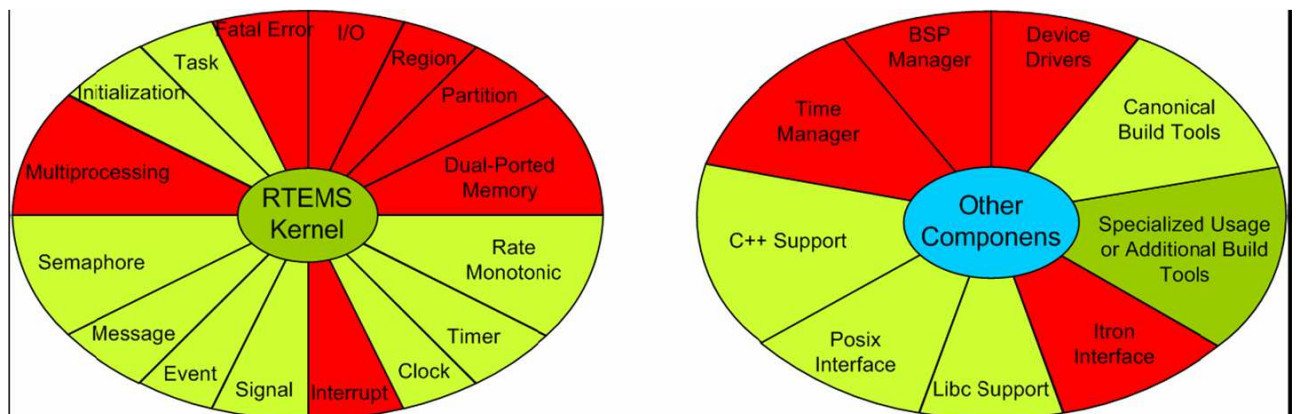 Fatal Error
I/O
Region
Partition
Dual-Ported
Memory
Rate
Monotonic
Timer
Clock
Interrupt
Signal
Event
Message
Semaphore
Multiprocessing
Initialization
Task
RTEMS
Kernel
BSP
Manager
Device
Drivers
Canonical
Build Tools
Specialized Usage
or Additional Build
Tools
Itron
Interface
Libc Support
Posix
Interface
C++ Support
Time
Manager
Other
Componens